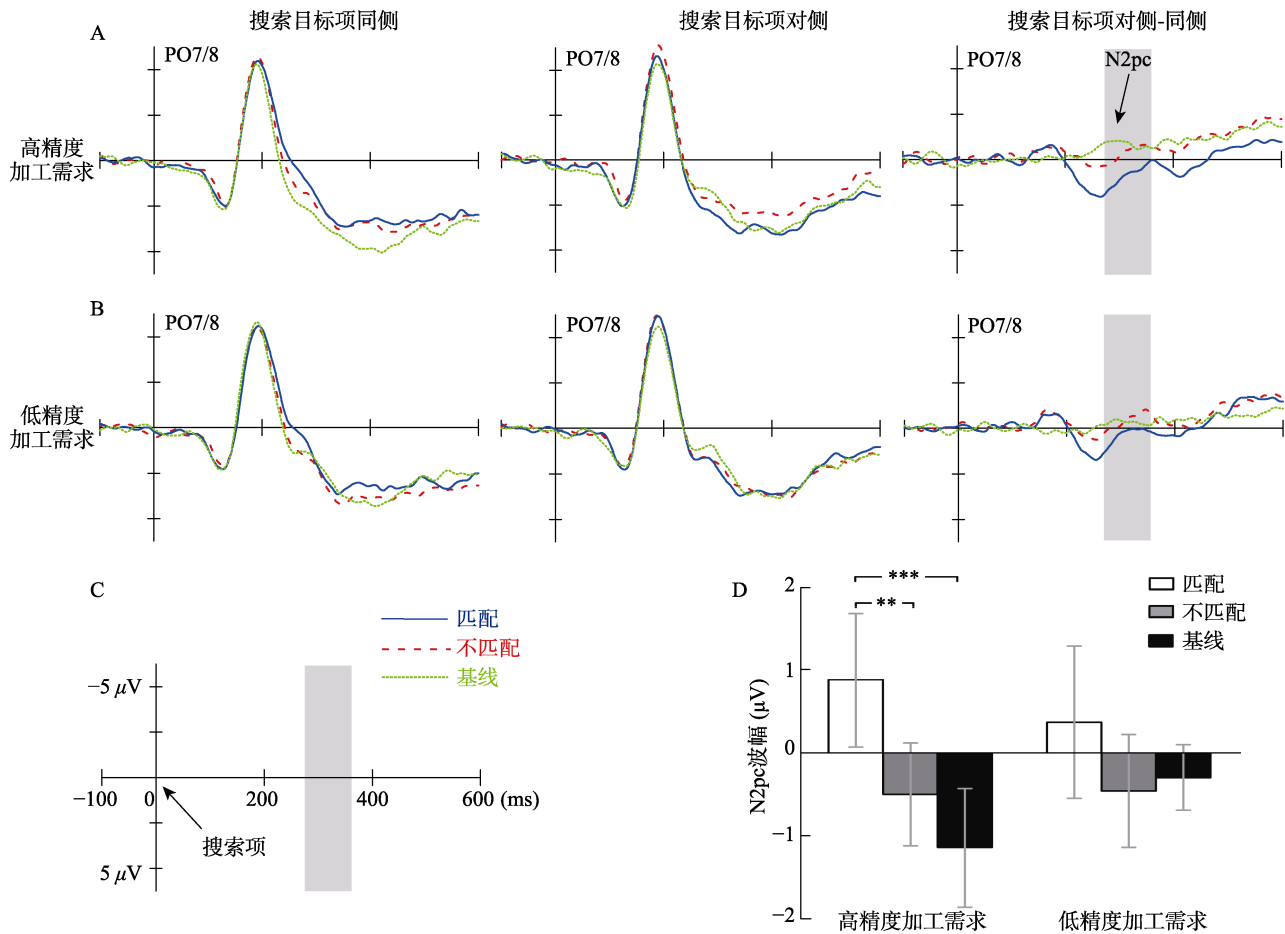 搜索目标项同侧
搜索目标项对侧
搜索目标项对侧-同侧
A
PO7/8
PO7/8
PO7/8
N2pc
高精度
加工需求
B
PO7/8
PO7/8
PO7/8
低精度
加工需求
C
匹配
不匹配
基线
−5 μV
−100
0
200
400
600 (ms)
搜索项
5 μV
D
***
**
匹配
不匹配
基线
N2pc波幅 (μV)
2
1
0
−1
−2
高精度加工需求
低精度加工需求